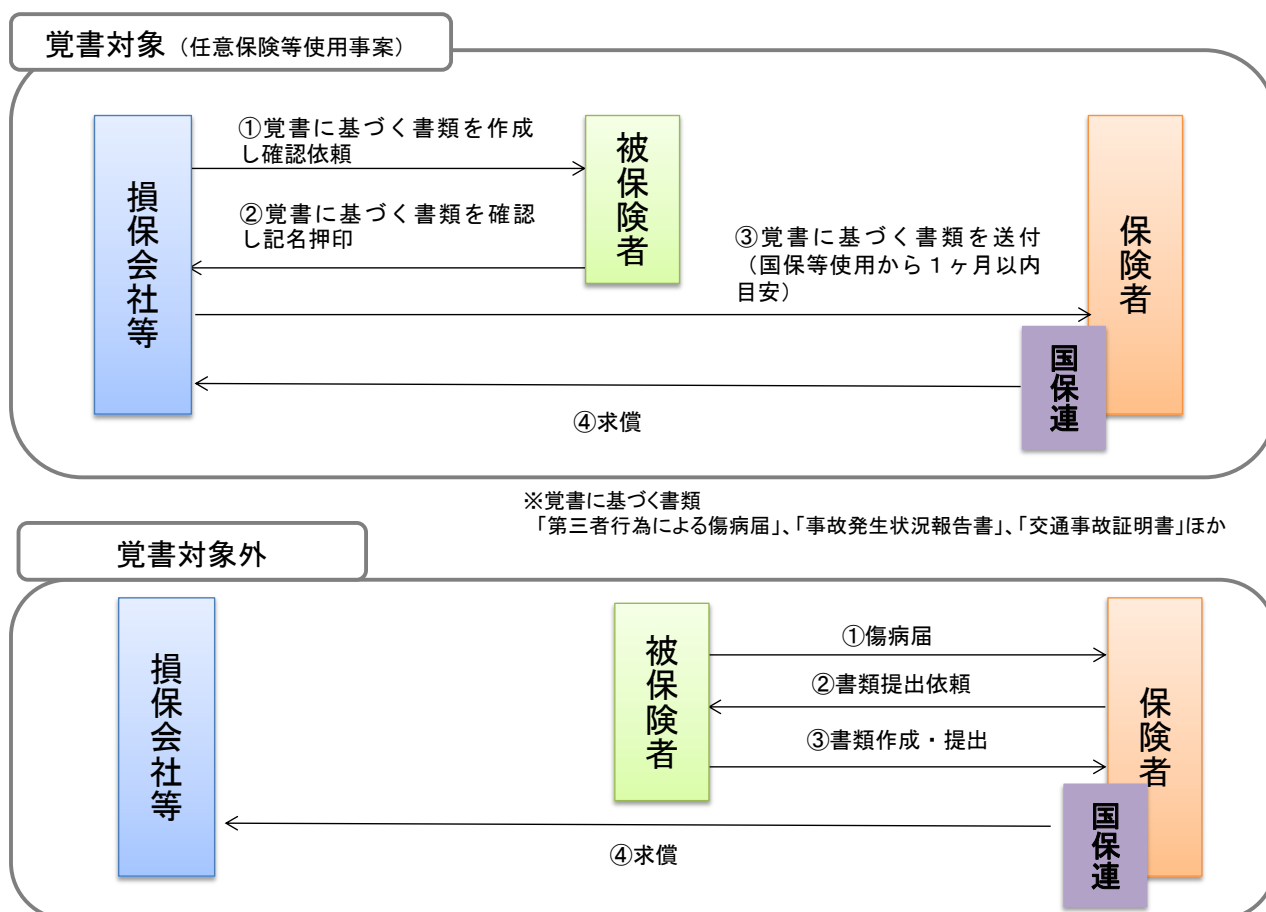 覚書対象（任意保険等使用事案）
①覚書に基づく書類を作成
し確認依頼
被保険者
損保会社等
②覚書に基づく書類を確認
し記名押印
③覚書に基づく書類を送付
（国保等使用から１ヶ月以内
目安）
保険者
国保連
④求償
※覚書に基づく書類
「第三者行為による傷病届」、「事故発生状況報告書」、「交通事故証明書」ほか
覚書対象外
損保会社等
被保険者
①傷病届
②書類提出依頼
③書類作成・提出
保険者
国保連
④求償